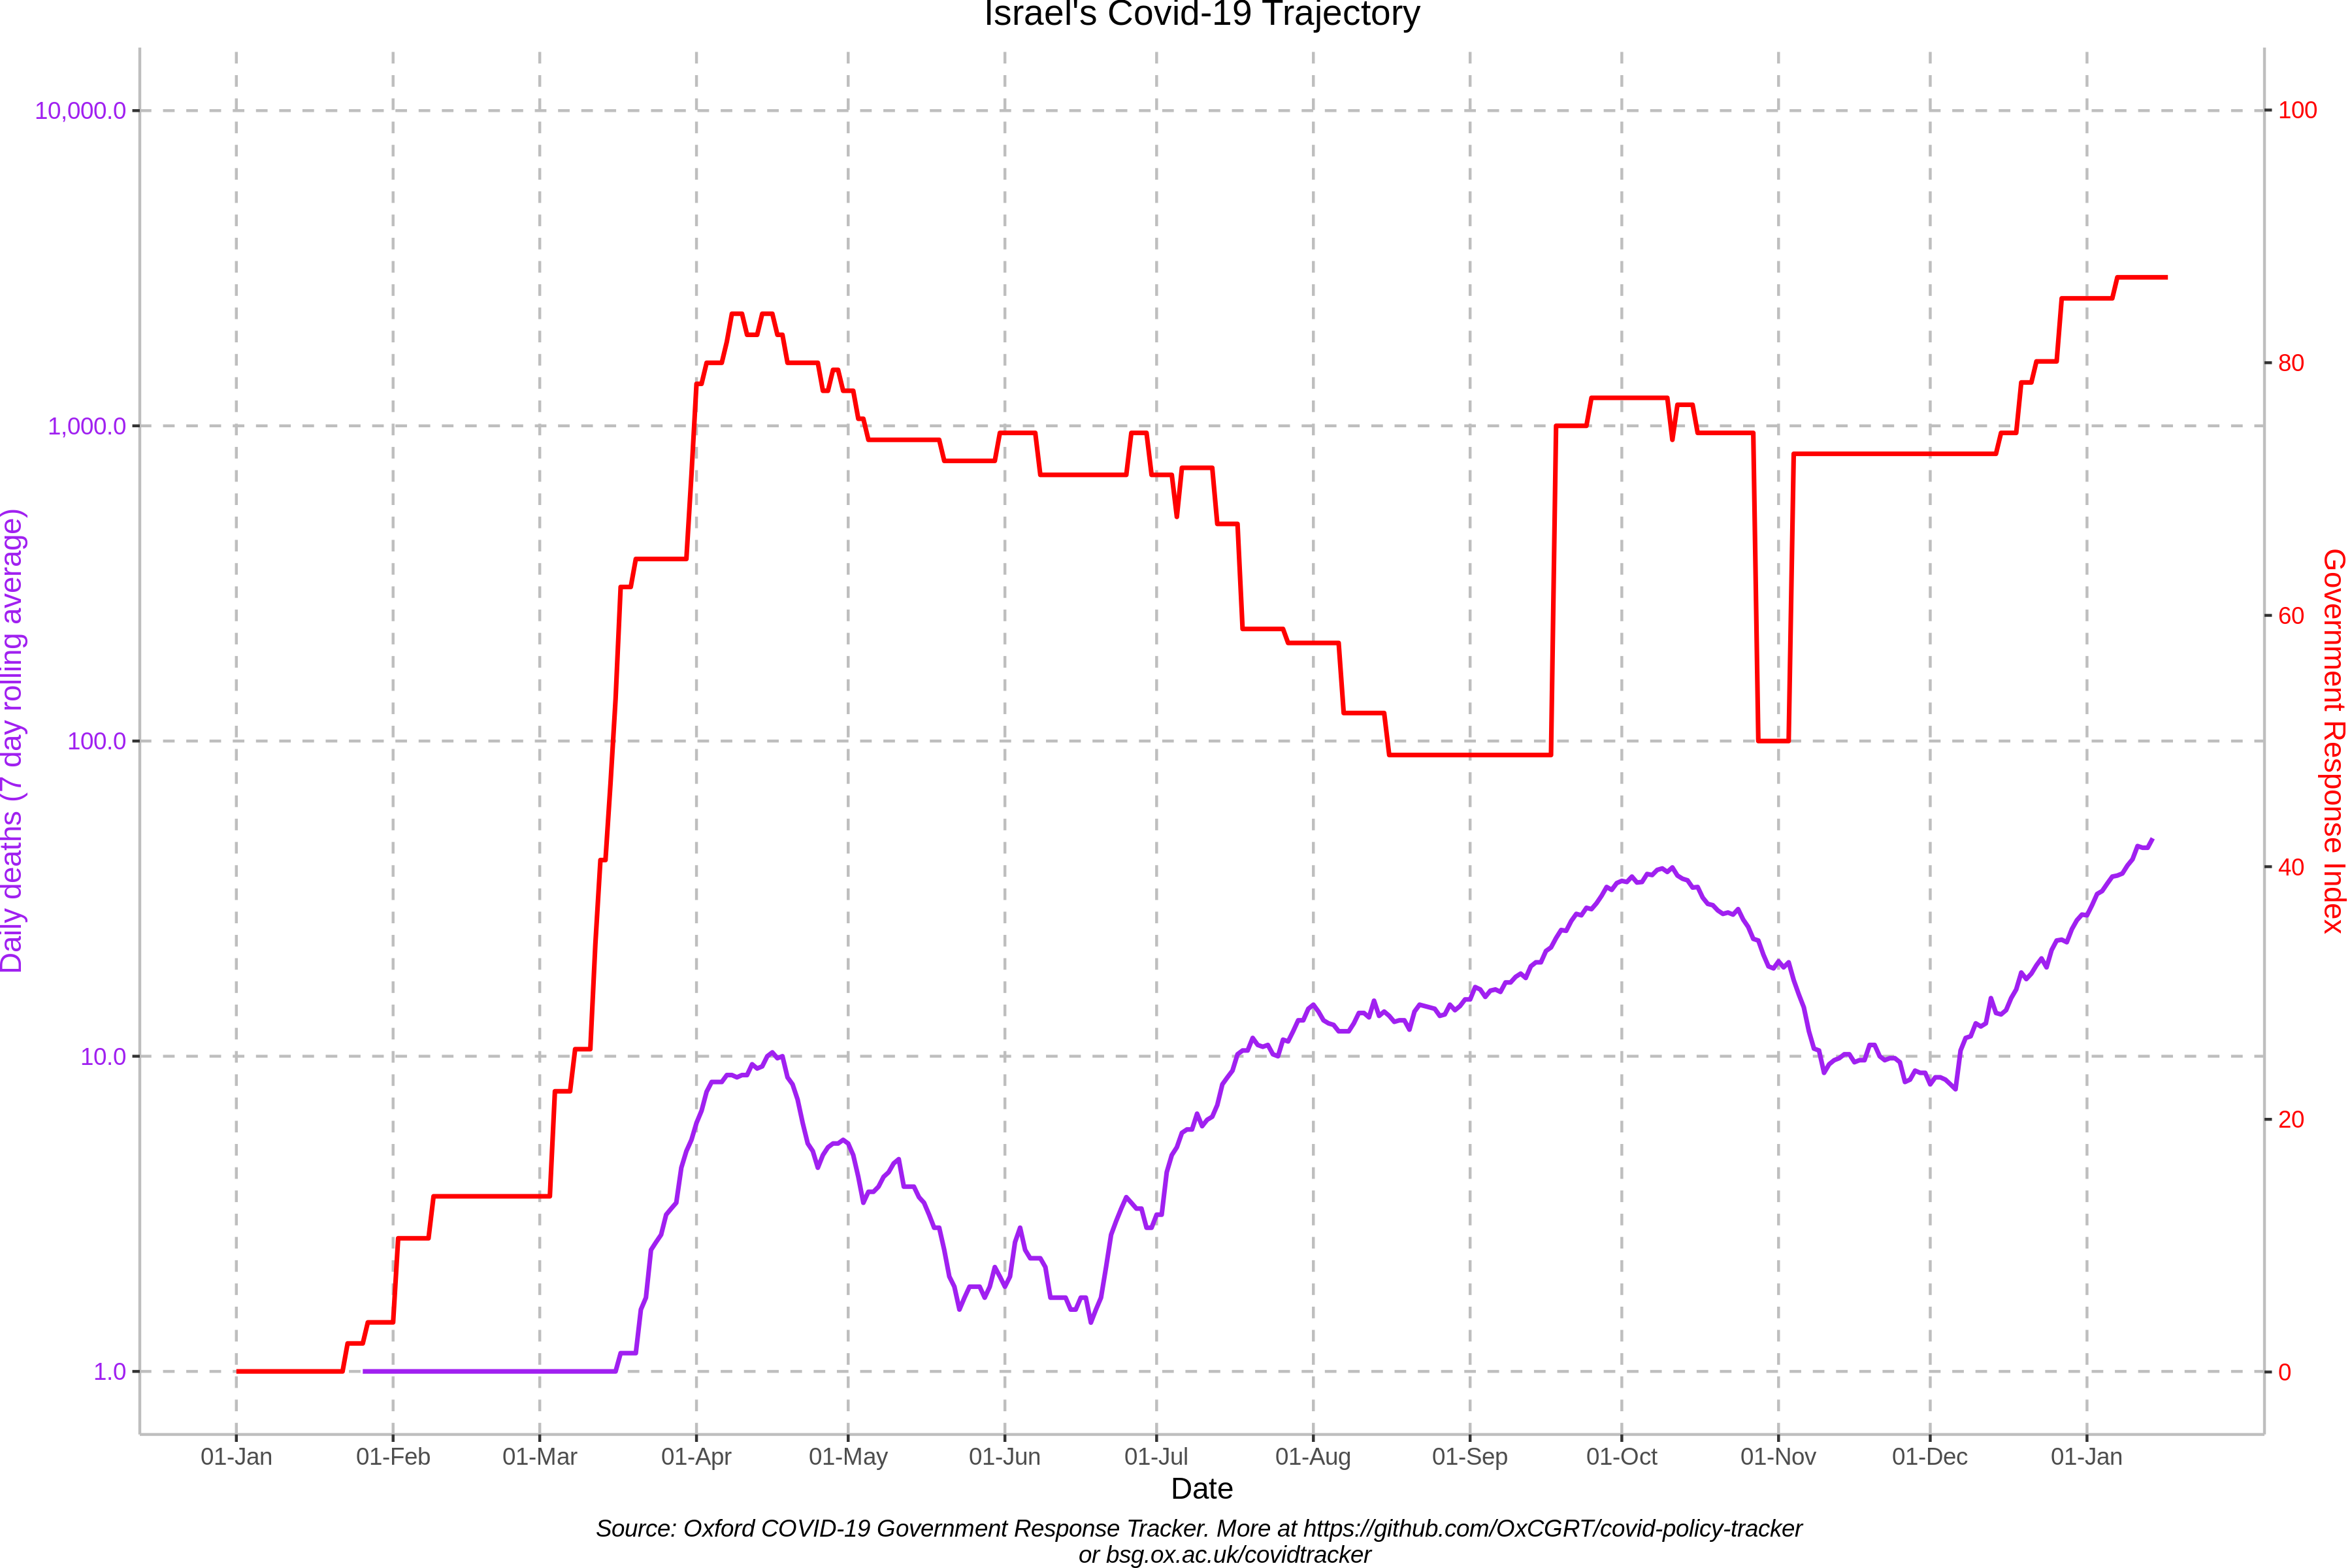 Israel's Covid-19 Trajectory
10,000.0
1,000.0
100.0
10.0
1.0
Daily deaths (7 day rolling average)
100
80
60
40
20
0
Government Response Index
01-Jan 01-Feb 01-Mar 01-Apr 01-May 01-Jun 01-Jul 01-Aug 01-Sep 01-Oct 01-Nov 01-Dec 01-Jan
Date
Source: Oxford COVID-19 Government Response Tracker. More at https://github.com/OxCGRT/covid-policy-tracker
or bsg.ox.ac.uk/covidtracker